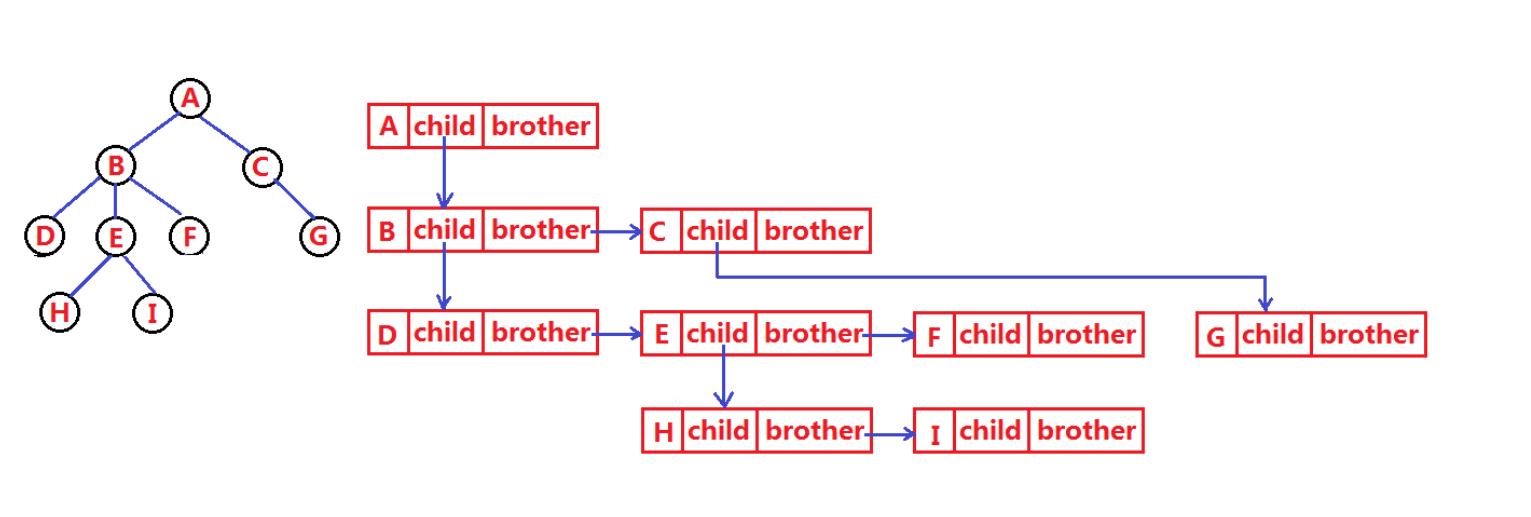 A
B
C
D
E
F
G
H
I
A child brother
B child brother
C child brother
D child brother
E child brother
F child brother
G child brother
H child brother
I child brother